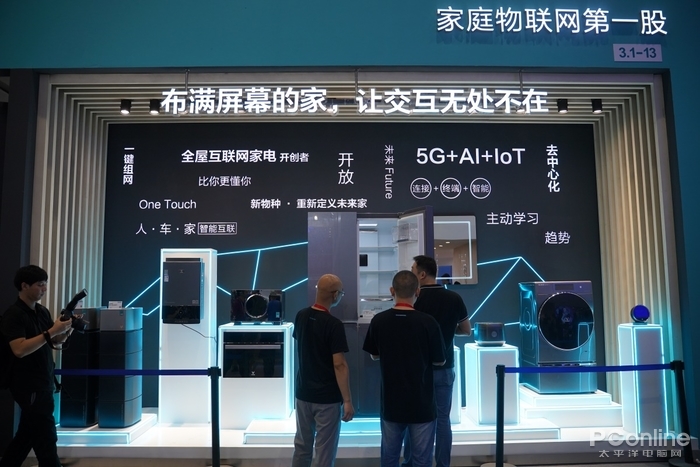 家庭物联网第一股
3.1-13
布满屏幕的家，让交互无处不在
一键组网
全屋互联网家电 开创者
比你更懂你
开放
未来 Future
5G+AI+IoT
连接+终端+智能
去中心化
One Touch
新物种·重新定义未来家
人·车·家 智能互联
主动学习
趋势
PConline
太平洋电脑网